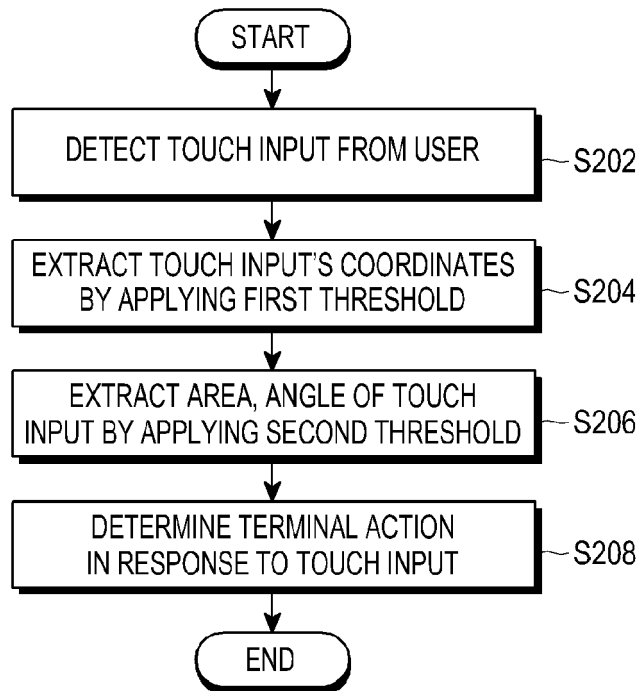 START
DETECT TOUCH INPUT FROM USER
S202
EXTRACT TOUCH INPUT'S COORDINATES
BY APPLYING FIRST THRESHOLD
S204
EXTRACT AREA, ANGLE OF TOUCH
INPUT BY APPLYING SECOND THRESHOLD
S206
DETERMINE TERMINAL ACTION
IN RESPONSE TO TOUCH INPUT
S208
END